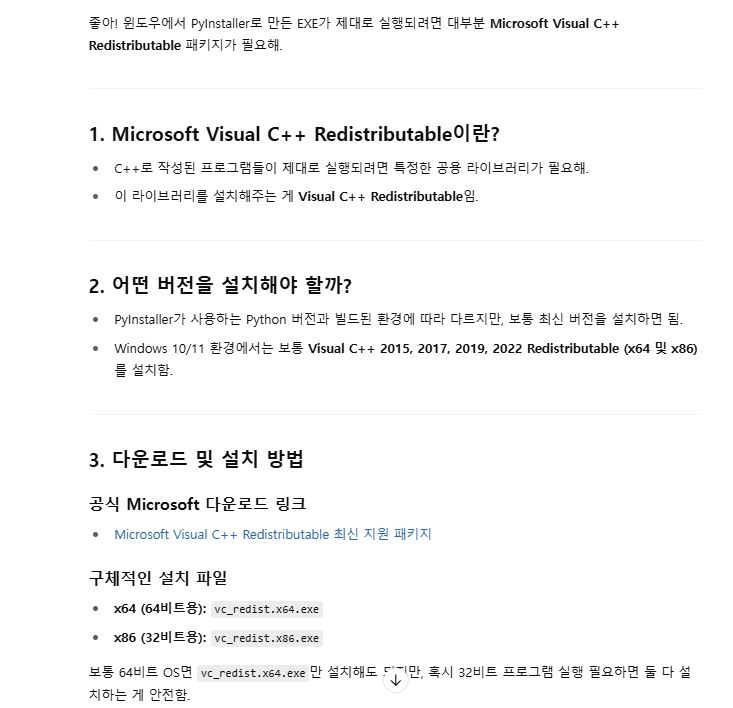 좋아! 윈도우에서 PyInstaller로 만든 EXE가 제대로 실행되려면 대부분 Microsoft Visual C++
Redistributable 패키지가 필요해.
1. Microsoft Visual C++ Redistributable이란?
• C++로 작성된 프로그램들이 제대로 실행되려면 특정한 공용 라이브러리가 필요해.
• 이 라이브러리를 설치해주는 게 Visual C++ Redistributable임.
2. 어떤 버전을 설치해야 할까?
• PyInstaller가 사용하는 Python 버전과 빌드된 환경에 따라 다르지만, 보통 최신 버전을 설치하면 됨.
• Windows 10/11 환경에서는 보통 Visual C++ 2015, 2017, 2019, 2022 Redistributable (x64 및 x86)
를 설치함.
3. 다운로드 및 설치 방법
공식 Microsoft 다운로드 링크
• Microsoft Visual C++ Redistributable 최신 지원 패키지
구체적인 설치 파일
• x64 (64비트용): vc_redist.x64.exe
• x86 (32비트용): vc_redist.x86.exe
보통 64비트 OS면 vc_redist.x64.exe 만 설치해도 혹시 32비트 프로그램 실행 필요하면 둘 다 설
치하는 게 안전함.